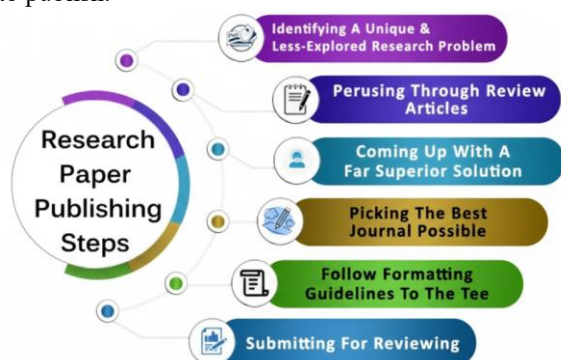 Research
Paper
Publishing
Steps
Identifying A Unique &
Less-Explored Research Problem
Perusing Through Review
Articles
Coming Up With A
Far Superior Solution
Picking The Best
Journal Possible
Follow Formatting
Guidelines To The Tee
Submitting For Reviewing